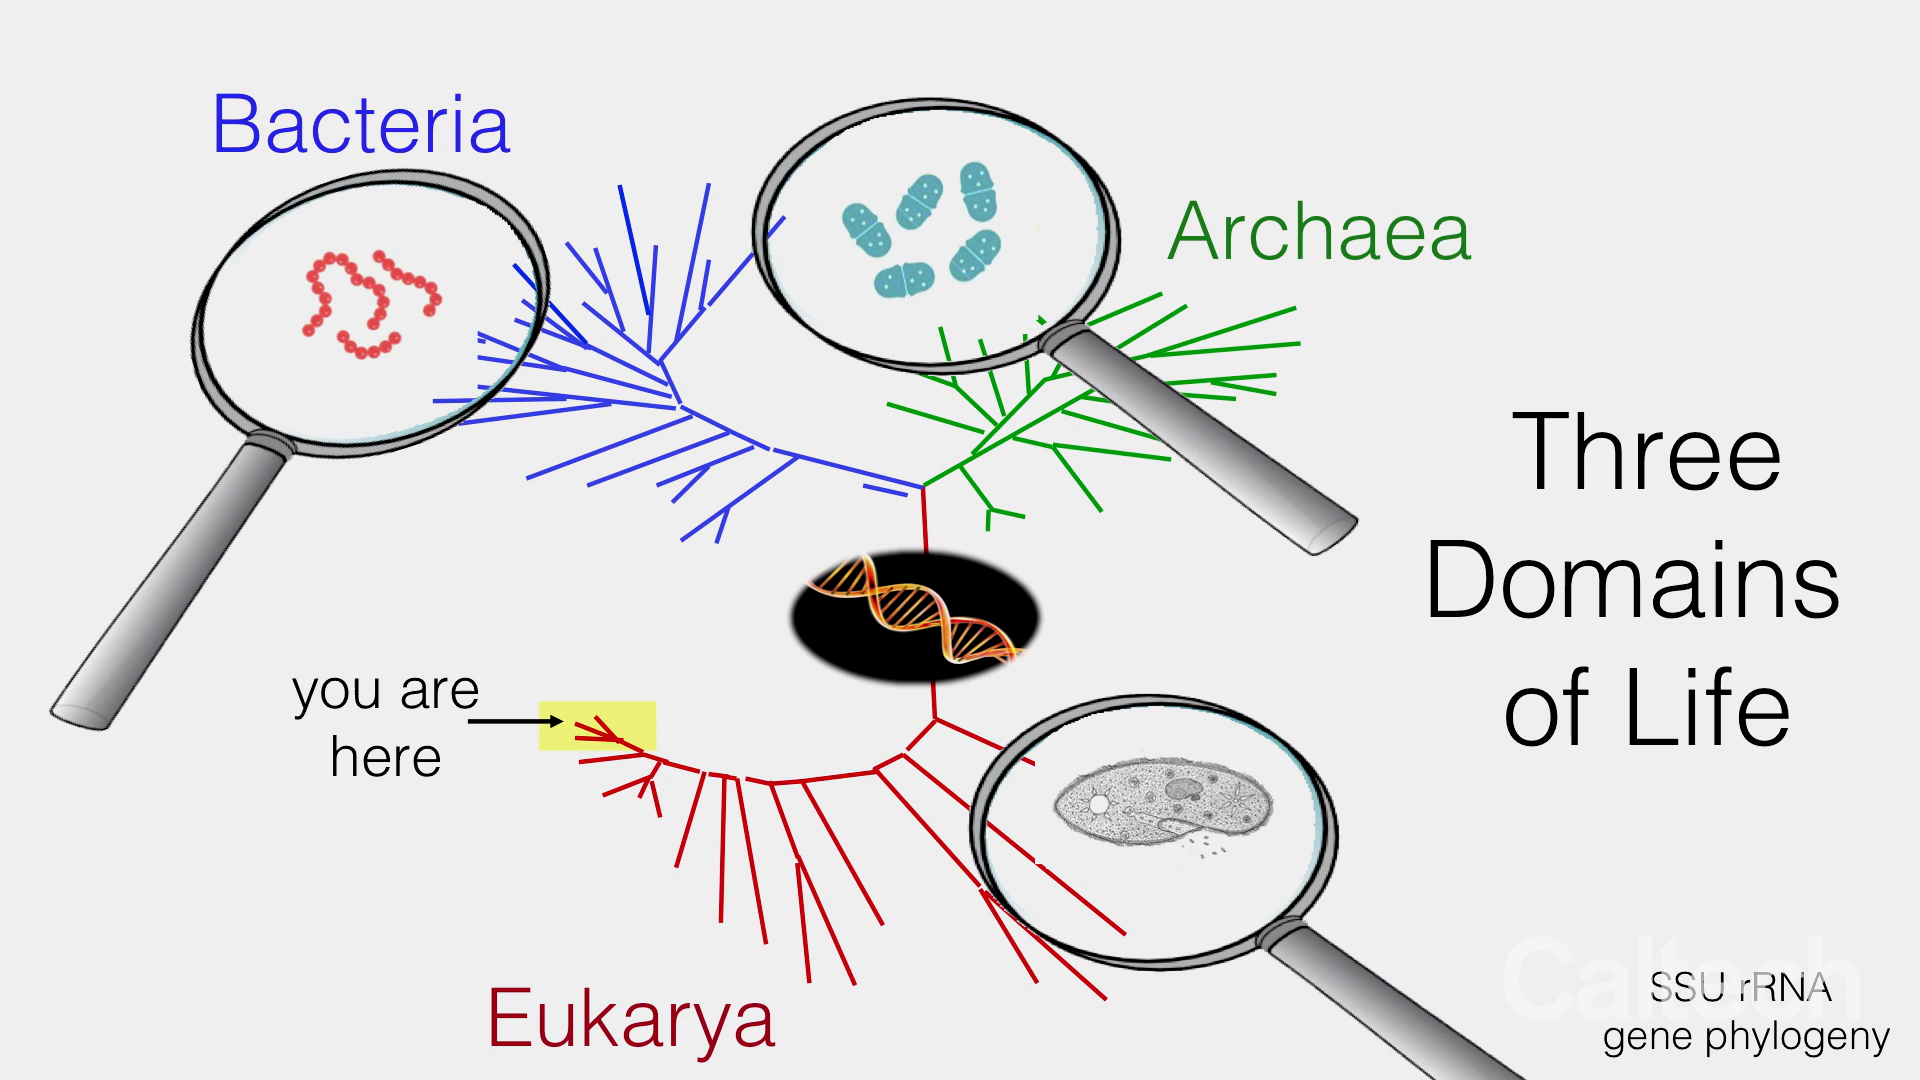 Bacteria
Archaea
Three
Domains
of Life
you are
here
Eukarya
Caltech
SSU rRNA
gene phylogeny